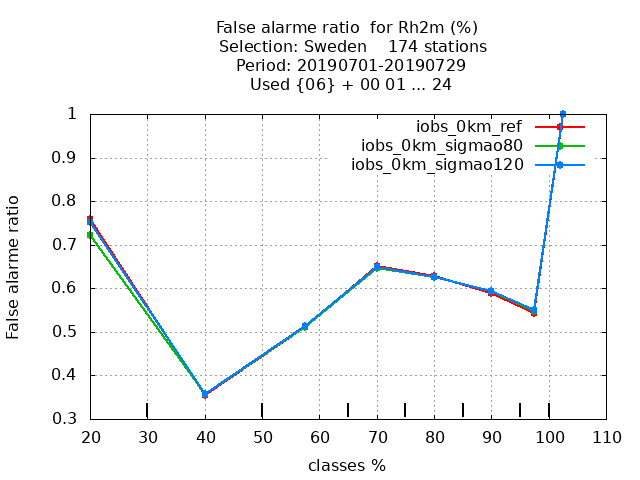 False alarme ratio  for Rh2m (%)
Selection: Sweden    174 stations
Period: 20190701-20190729
Used {06} + 00 01 ... 24
iobs_0km_ref
iobs_0km_sigmao80
iobs_0km_sigmao120
False alarme ratio
1
0.9
0.8
0.7
0.6
0.5
0.4
0.3
20 30 40 50 60 70 80 90 100 110
classes %